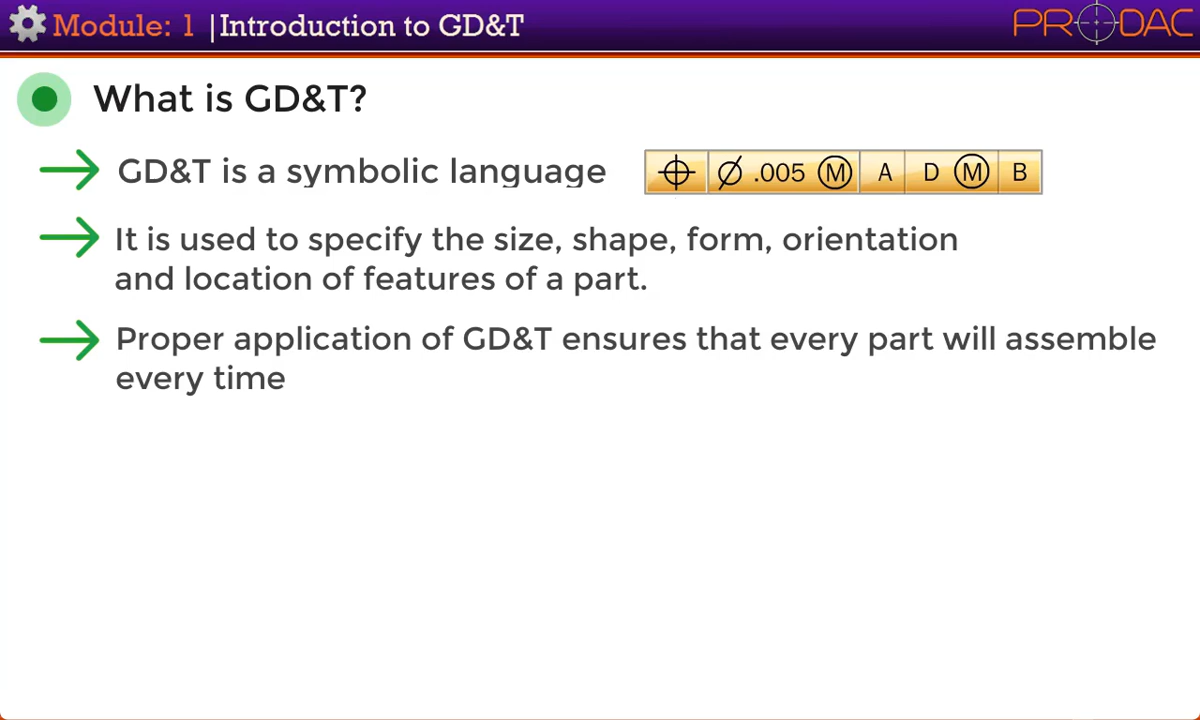 Module: 1 |Introduction to GD&T
PRODAC
What is GD&T?
GD&T is a symbolic language
⌖ ⌀ .005 Ⓜ A D Ⓜ B
It is used to specify the size, shape, form, orientation
and location of features of a part.
Proper application of GD&T ensures that every part will assemble
every time